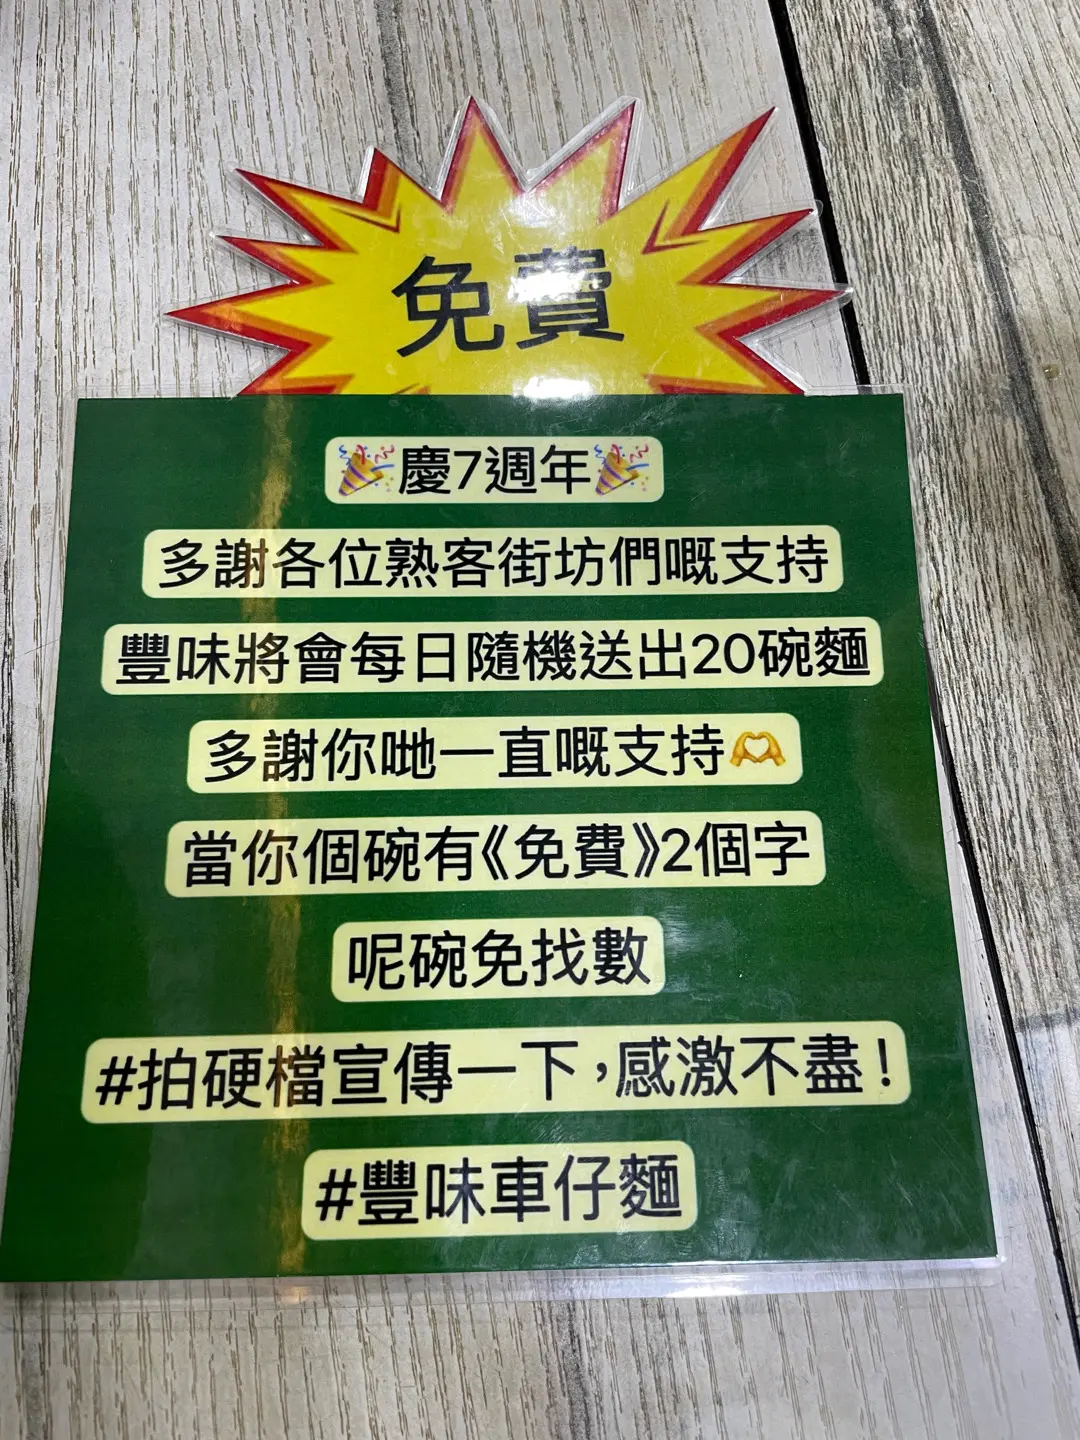 免費
🎉慶7週年🎉
多謝各位熟客街坊們嘅支持
豐味將會每日隨機送出20碗麵
多謝你哋一直嘅支持🫶
當你個碗有《免費》2個字
呢碗免找數
#拍硬檔宣傳一下，感激不盡！
#豐味車仔麵